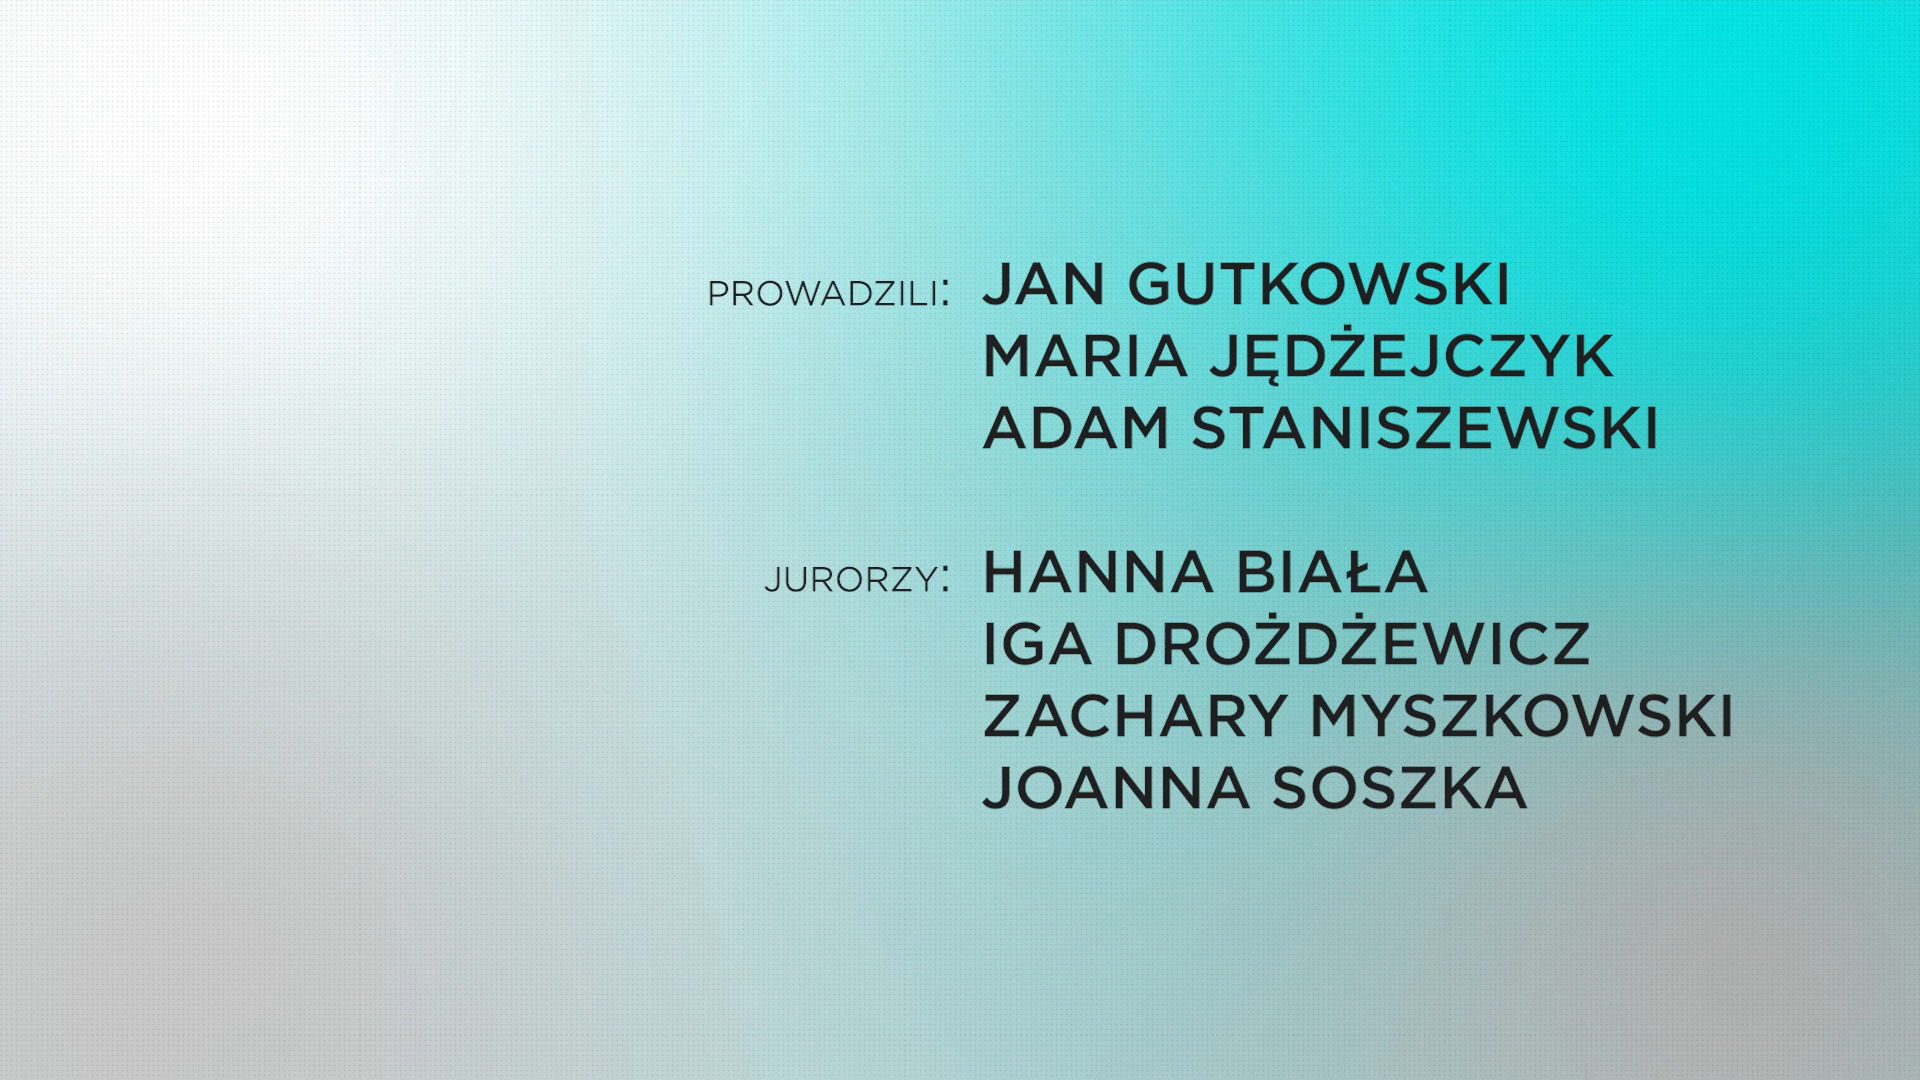 PROWADZILI: JAN GUTKOWSKI
MARIA JĘDŻEJCZYK
ADAM STANISZEWSKI
JURORZY: HANNA BIAŁA
IGA DROŻDŻEWICZ
ZACHARY MYSZKOWSKI
JOANNA SOSZKA